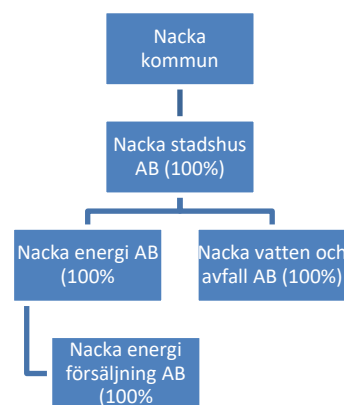 Nacka
kommun
Nacka stadshus
AB (100%)
Nacka energi AB
(100%
Nacka vatten och
avfall AB (100%)
Nacka energi
försäljning AB
(100%